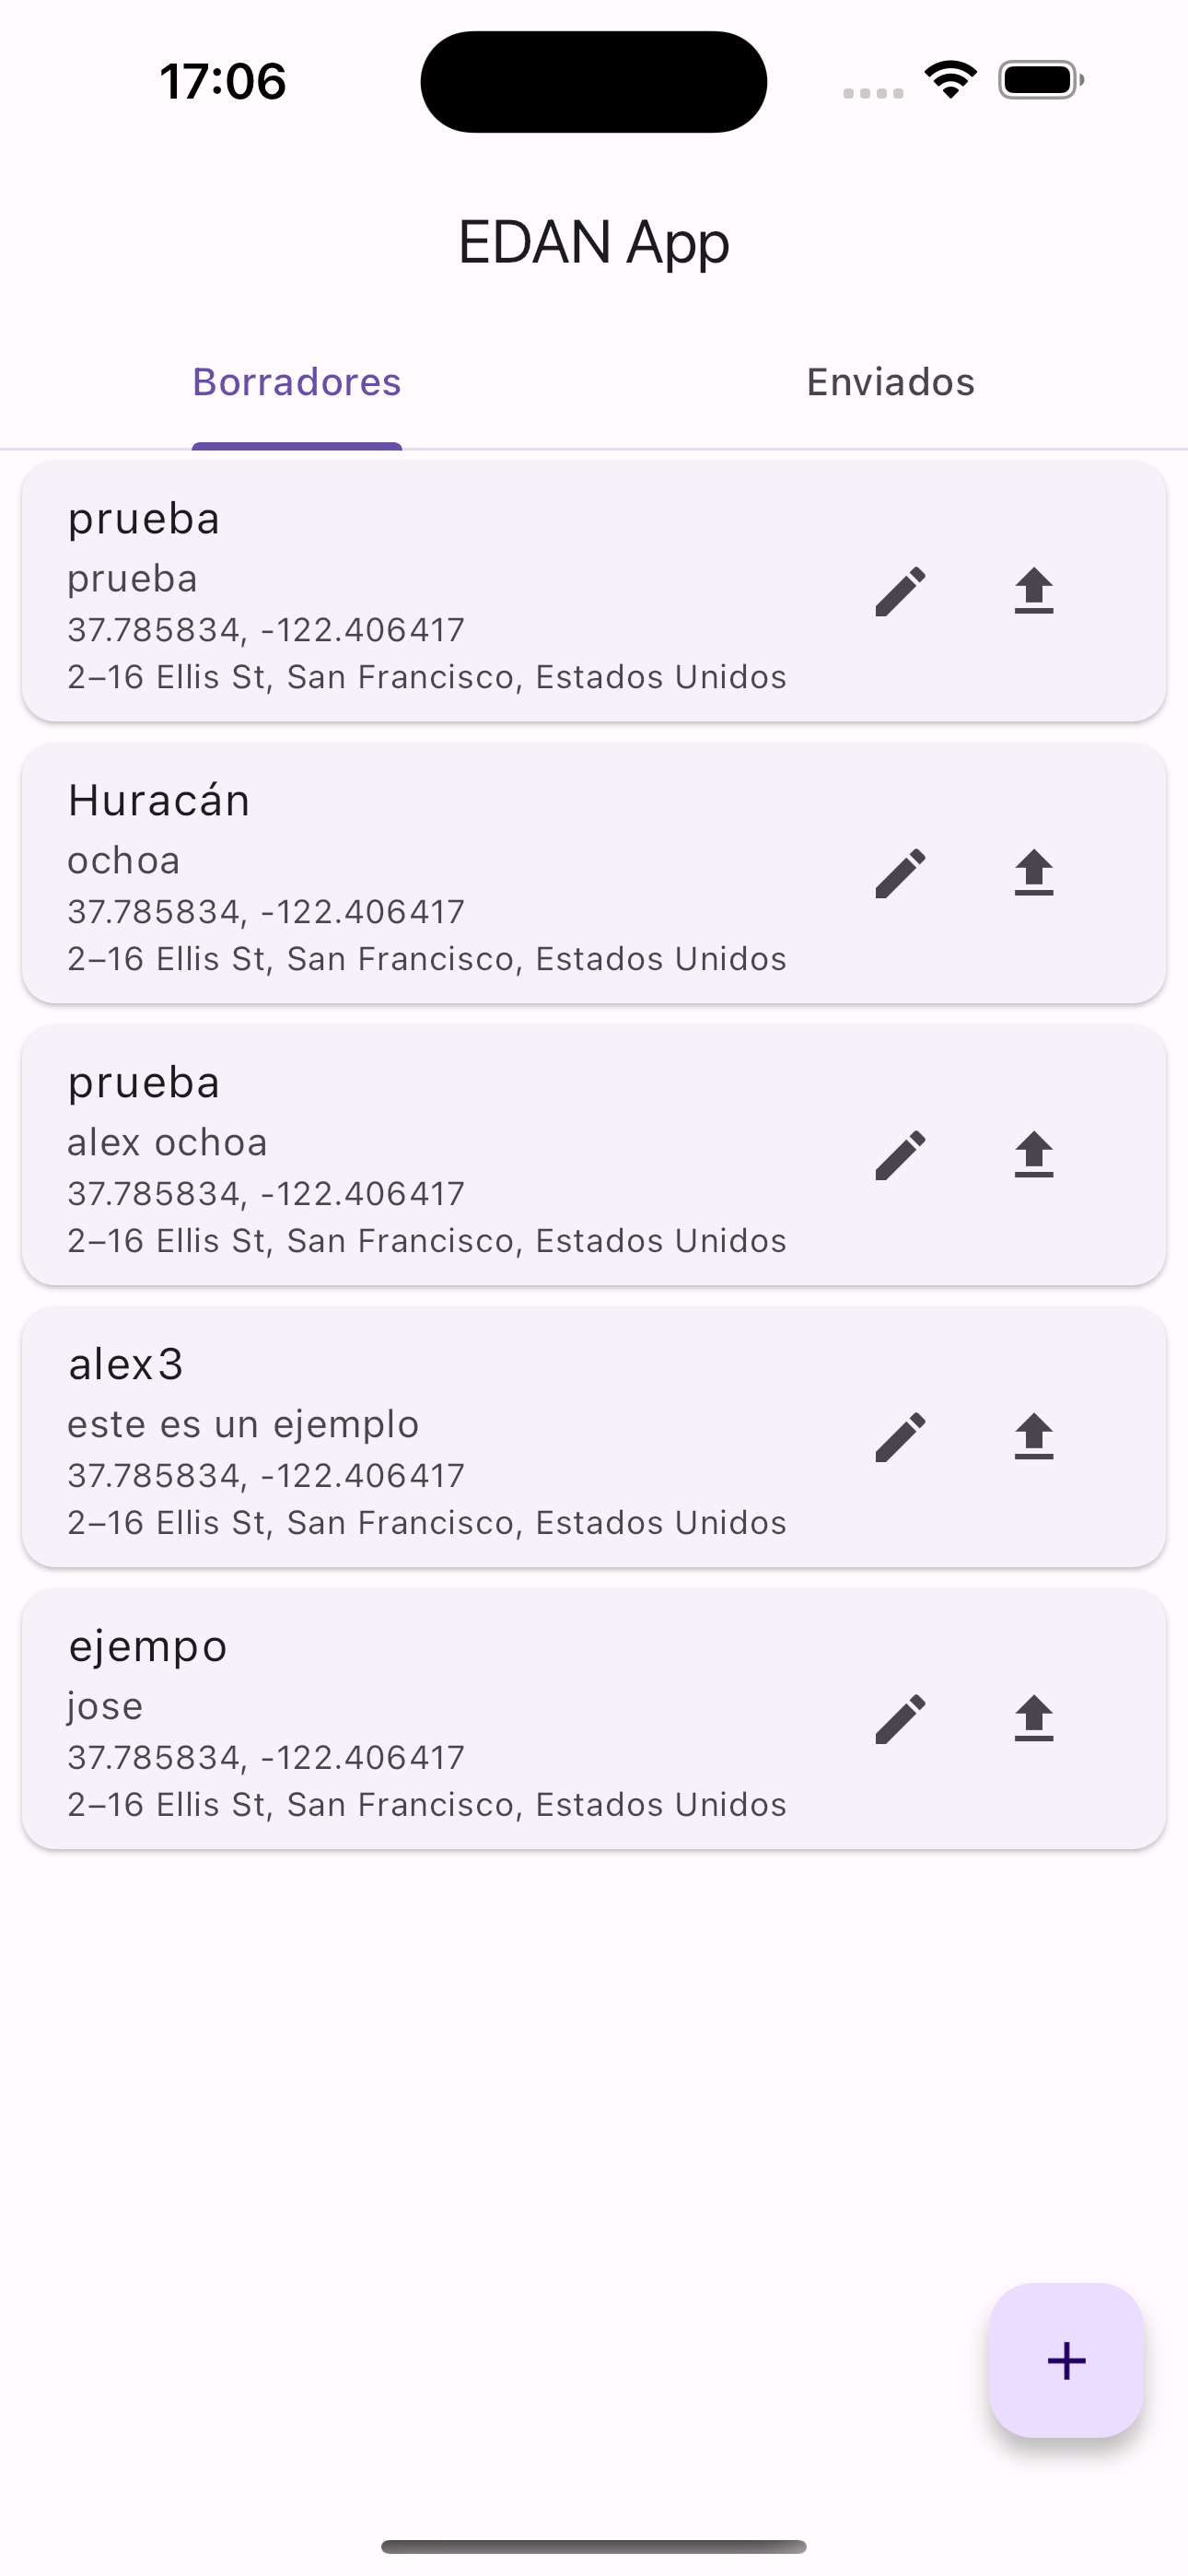 17:06
EDAN App
Borradores
Enviados
prueba
prueba
37.785834, -122.406417
2–16 Ellis St, San Francisco, Estados Unidos
Huracán
ochoa
37.785834, -122.406417
2–16 Ellis St, San Francisco, Estados Unidos
prueba
alex ochoa
37.785834, -122.406417
2–16 Ellis St, San Francisco, Estados Unidos
alex3
este es un ejemplo
37.785834, -122.406417
2–16 Ellis St, San Francisco, Estados Unidos
ejempo
jose
37.785834, -122.406417
2–16 Ellis St, San Francisco, Estados Unidos